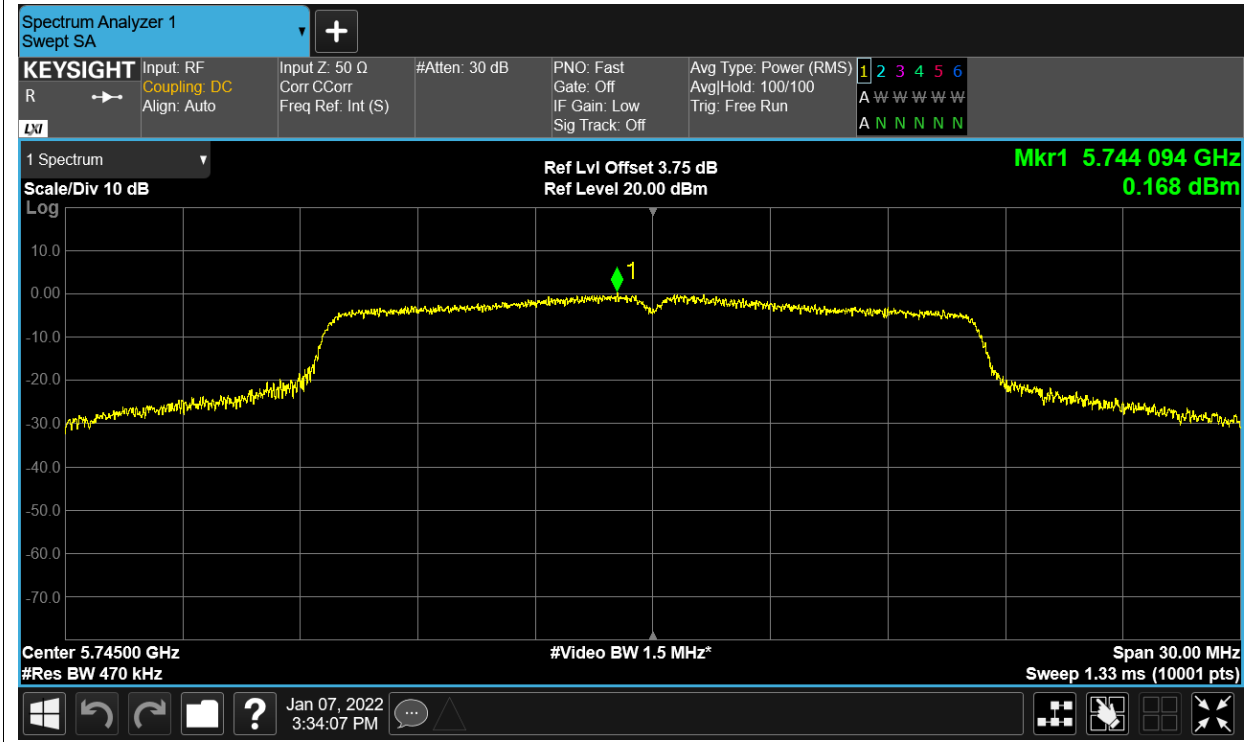 Spectrum Analyzer 1
Swept SA
KEYSIGHT
R
LXI
Input: RF
Coupling: DC
Align: Auto
Input Z: 50 Ω
Corr CCorr
Freq Ref: Int (S)
#Atten: 30 dB
PNO: Fast
Gate: Off
IF Gain: Low
Sig Track: Off
Avg Type: Power (RMS)
Avg|Hold: 100/100
Trig: Free Run
1 2 3 4 5 6
A W W W W W
A N N N N N
1 Spectrum
Scale/Div 10 dB
Log
Ref Lvl Offset 3.75 dB
Ref Level 20.00 dBm
Mkr1 5.744 094 GHz
0.168 dBm
10.0
1
0.00
-10.0
-20.0
-30.0
-40.0
-50.0
-60.0
-70.0
Center 5.74500 GHz
#Video BW 1.5 MHz*
Span 30.00 MHz
#Res BW 470 kHz
Sweep 1.33 ms (10001 pts)
?
Jan 07, 2022
3:34:07 PM